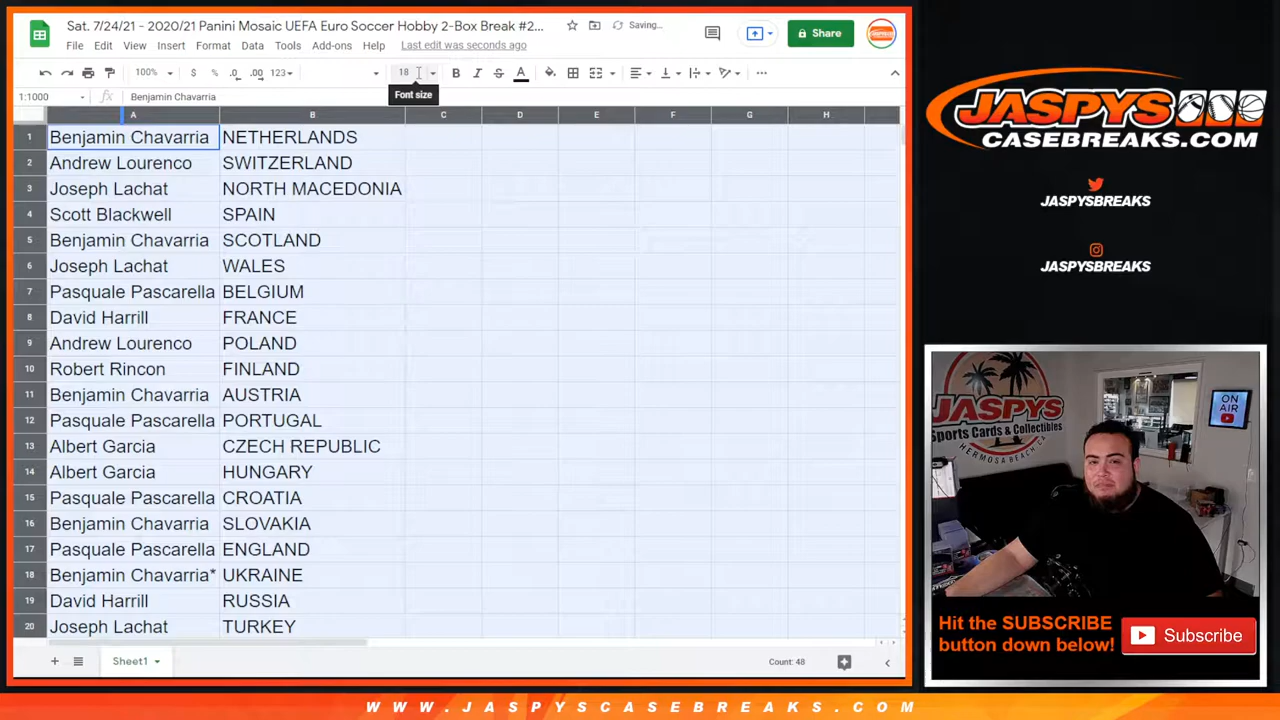 Sat. 7/24/21 - 2020/21 Panini Mosaic UEFA Euro Soccer Hobby 2-Box Break #2...
Saving...
File Edit View Insert Format Data Tools Add-ons Help Last edit was seconds ago
Share
100% $ % .0 .00 123 18
Font size
1:1000 fx Benjamin Chavarria
A B C D E F G H
1 Benjamin Chavarria NETHERLANDS
2 Andrew Lourenco SWITZERLAND
3 Joseph Lachat NORTH MACEDONIA
4 Scott Blackwell SPAIN
5 Benjamin Chavarria SCOTLAND
6 Joseph Lachat WALES
7 Pasquale Pascarella BELGIUM
8 David Harrill FRANCE
9 Andrew Lourenco POLAND
10 Robert Rincon FINLAND
11 Benjamin Chavarria AUSTRIA
12 Pasquale Pascarella PORTUGAL
13 Albert Garcia CZECH REPUBLIC
14 Albert Garcia HUNGARY
15 Pasquale Pascarella CROATIA
16 Benjamin Chavarria SLOVAKIA
17 Pasquale Pascarella ENGLAND
18 Benjamin Chavarria* UKRAINE
19 David Harrill RUSSIA
20 Joseph Lachat TURKEY
Sheet1
Count: 48
JASPYS
CASEBREAKS.COM
JASPYSBREAKS
JASPYSBREAKS
JASPYS
Sports Cards & Collectibles
HERMOSA BEACH, CA
ON AIR
Hit the SUBSCRIBE
button down below!
Subscribe
WWW.JASPYSCASEBREAKS.COM